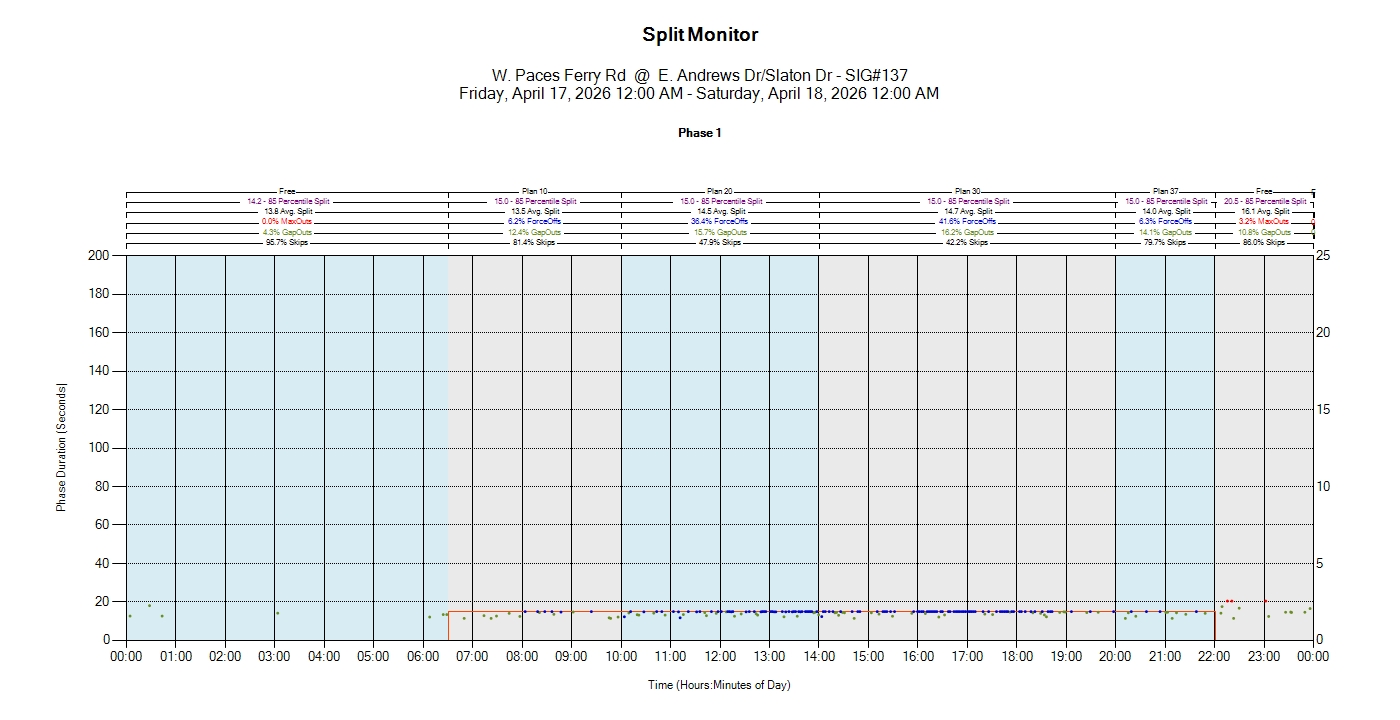 Split Monitor
W. Paces Ferry Rd @ E. Andrews Dr/Slaton Dr - SIG#137
Friday, April 17, 2026 12:00 AM - Saturday, April 18, 2026 12:00 AM
Phase 1
Free Plan 10 Plan 20 Plan 30 Plan 37 Free F
14.2 - 85 Percentile Split 15.0 - 85 Percentile Split 15.0 - 85 Percentile Split 15.0 - 85 Percentile Split 15.0 - 85 Percentile Split 20.5 - 85 Percentile Split
13.8 Avg. Split 13.5 Avg. Split 14.5 Avg. Split 14.7 Avg. Split 14.0 Avg. Split 16.1 Avg. Split
0.0% MaxOuts 6.2% ForceOffs 36.4% ForceOffs 41.6% ForceOffs 6.3% ForceOffs 3.2% MaxOuts
4.3% GapOuts 12.4% GapOuts 15.7% GapOuts 16.2% GapOuts 14.1% GapOuts 10.8% GapOuts
95.7% Skips 81.4% Skips 47.9% Skips 42.2% Skips 79.7% Skips 86.0% Skips
200 25
180
160 20
140
120 15
100
80 10
60
40 5
20
0 0
Phase Duration (Seconds)
00:00 01:00 02:00 03:00 04:00 05:00 06:00 07:00 08:00 09:00 10:00 11:00 12:00 13:00 14:00 15:00 16:00 17:00 18:00 19:00 20:00 21:00 22:00 23:00 00:00
Time (Hours:Minutes of Day)